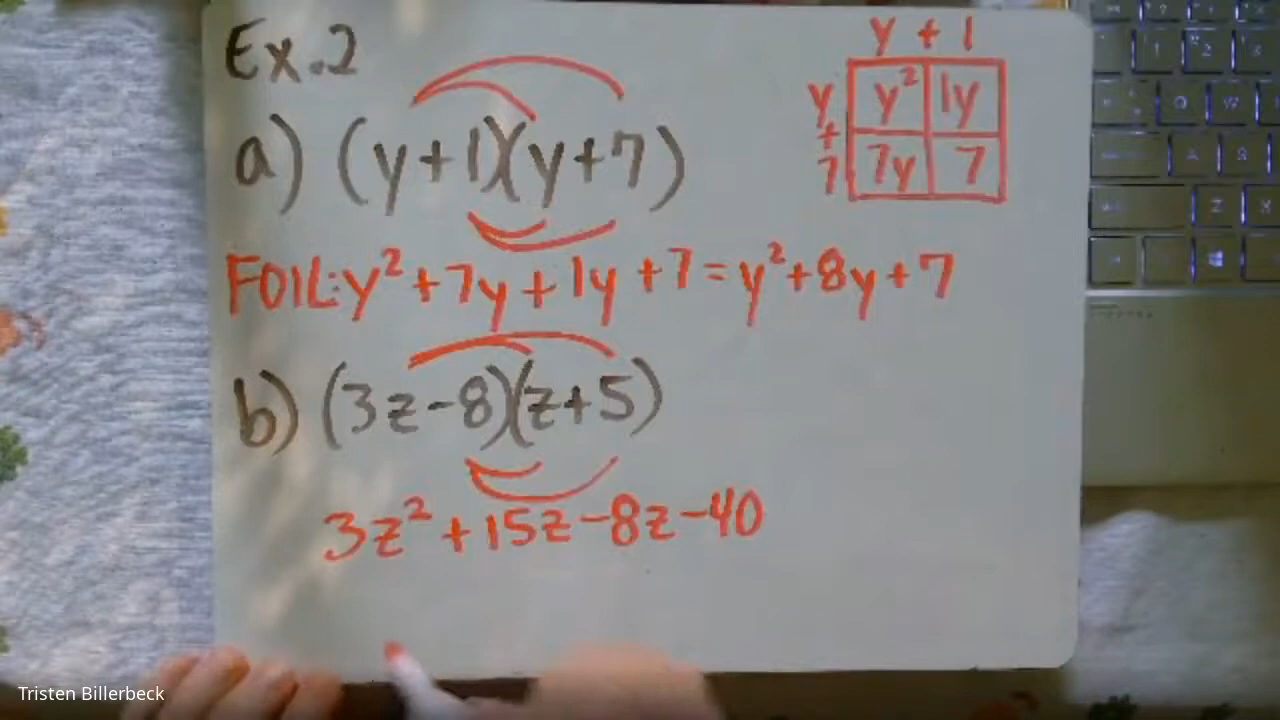 Ex.2
y + 1
y y² 1y
+
7 7y 7
a) (y+1)(y+7)
FOIL: y² + 7y + 1y + 7 = y² + 8y + 7
b) (3z-8)(z+5)
3z² + 15z - 8z - 40
Tristen Billerbeck